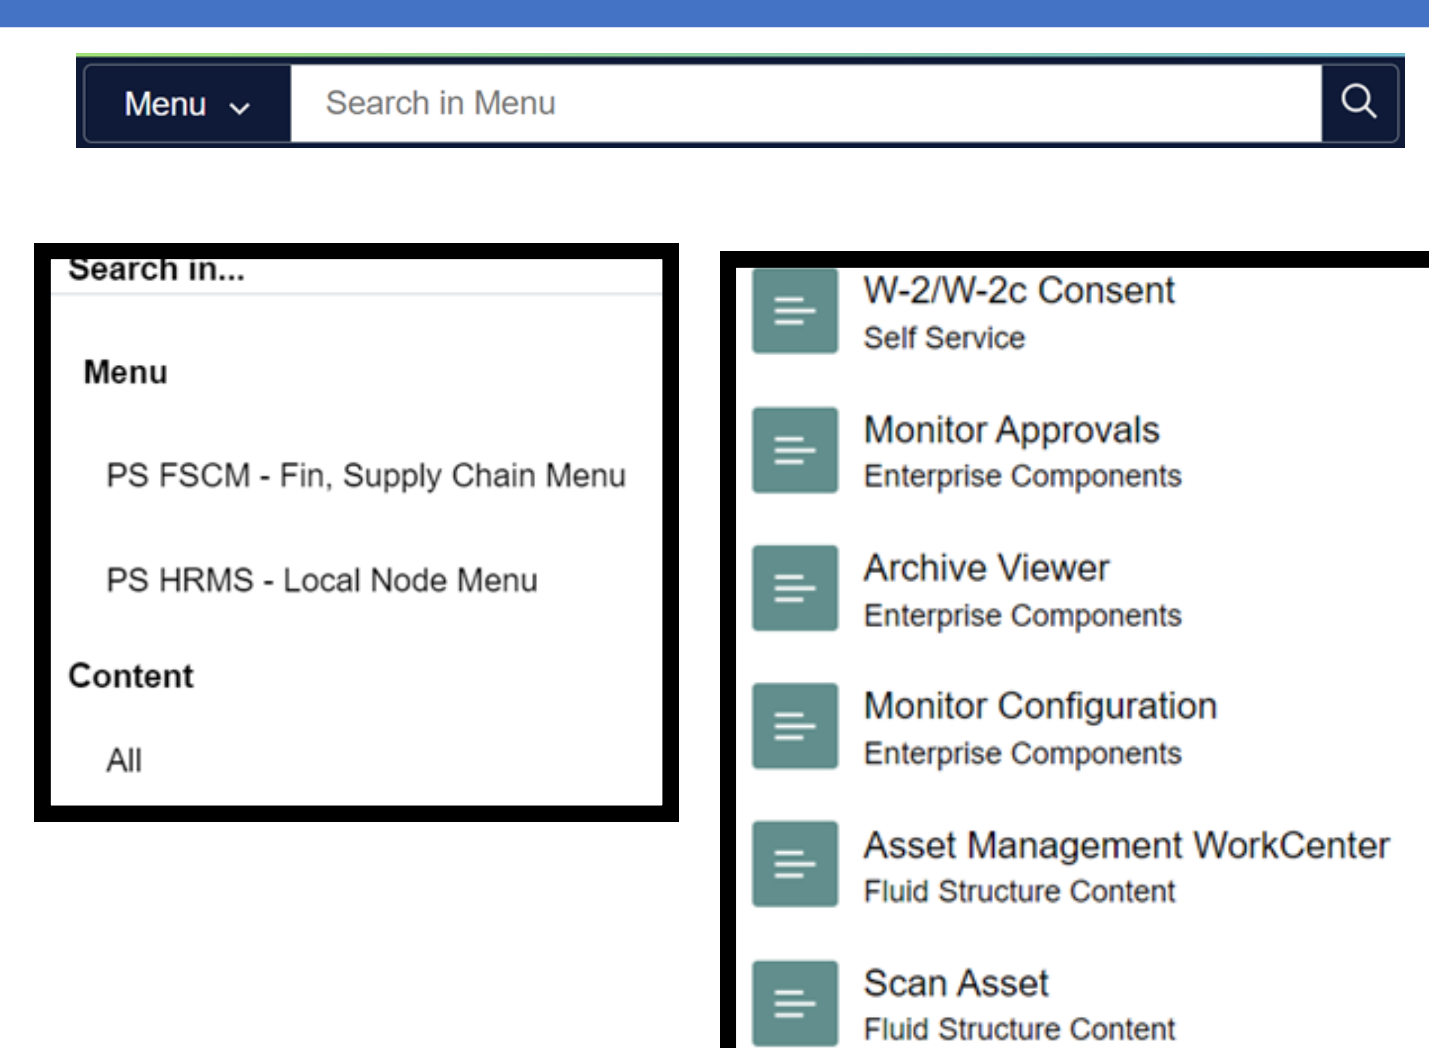 Menu
Search in Menu
Search in...
Menu
PS FSCM - Fin, Supply Chain Menu
PS HRMS - Local Node Menu
Content
All
W-2/W-2c Consent
Self Service
Monitor Approvals
Enterprise Components
Archive Viewer
Enterprise Components
Monitor Configuration
Enterprise Components
Asset Management WorkCenter
Fluid Structure Content
Scan Asset
Fluid Structure Content